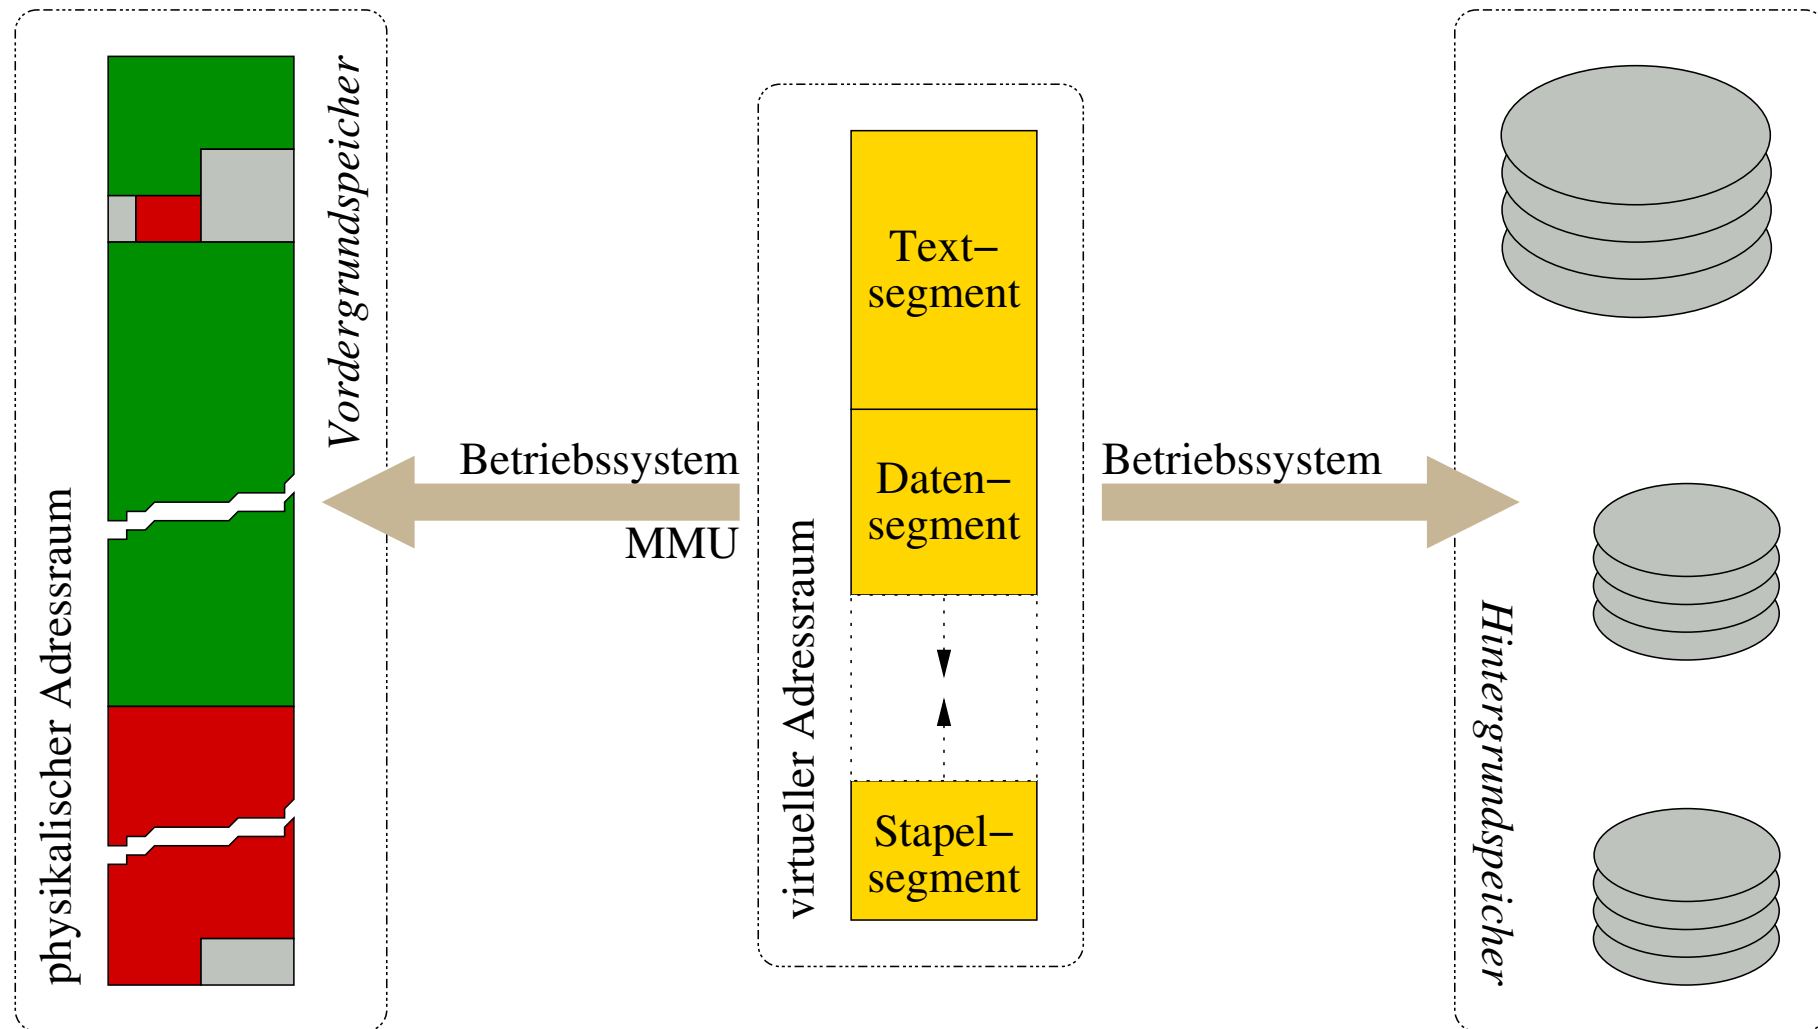 physikalischer Adressraum
Vordergrundspeicher
Betriebssystem
MMU
virtueller Adressraum
Text–
segment
Daten–
segment
Stapel–
segment
Betriebssystem
Hintergrundspeicher